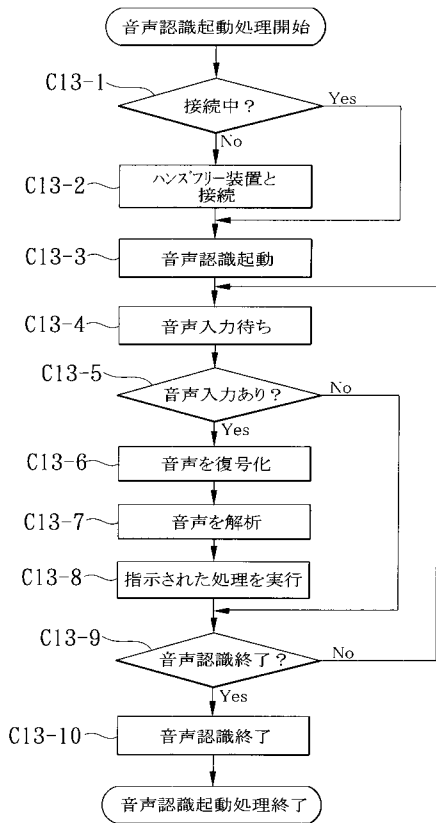 音声認識起動処理開始
C13-1
接続中?
Yes
No
C13-2
ハンズフリー装置と
接続
C13-3
音声認識起動
C13-4
音声入力待ち
C13-5
音声入力あり?
No
Yes
C13-6
音声を復号化
C13-7
音声を解析
C13-8
指示された処理を実行
C13-9
音声認識終了?
No
Yes
C13-10
音声認識終了
音声認識起動処理終了